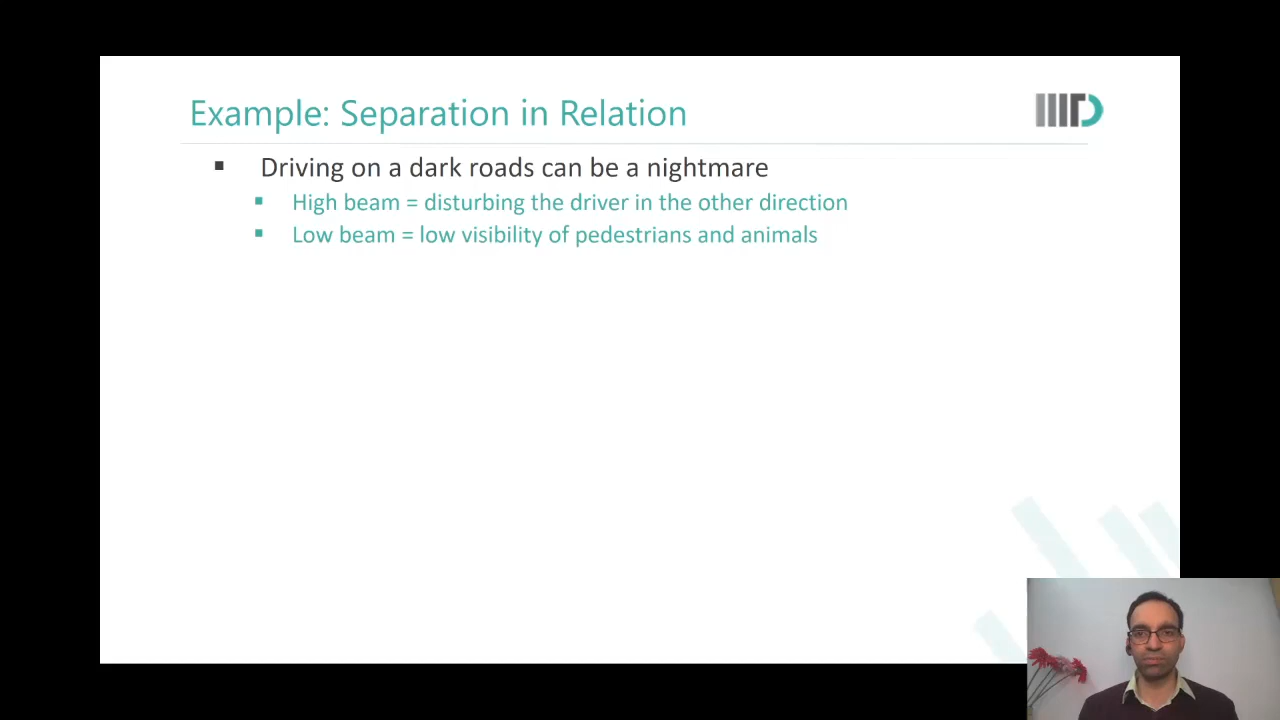 Example: Separation in Relation
IIITD
▪ Driving on a dark roads can be a nightmare
▪ High beam = disturbing the driver in the other direction
▪ Low beam = low visibility of pedestrians and animals